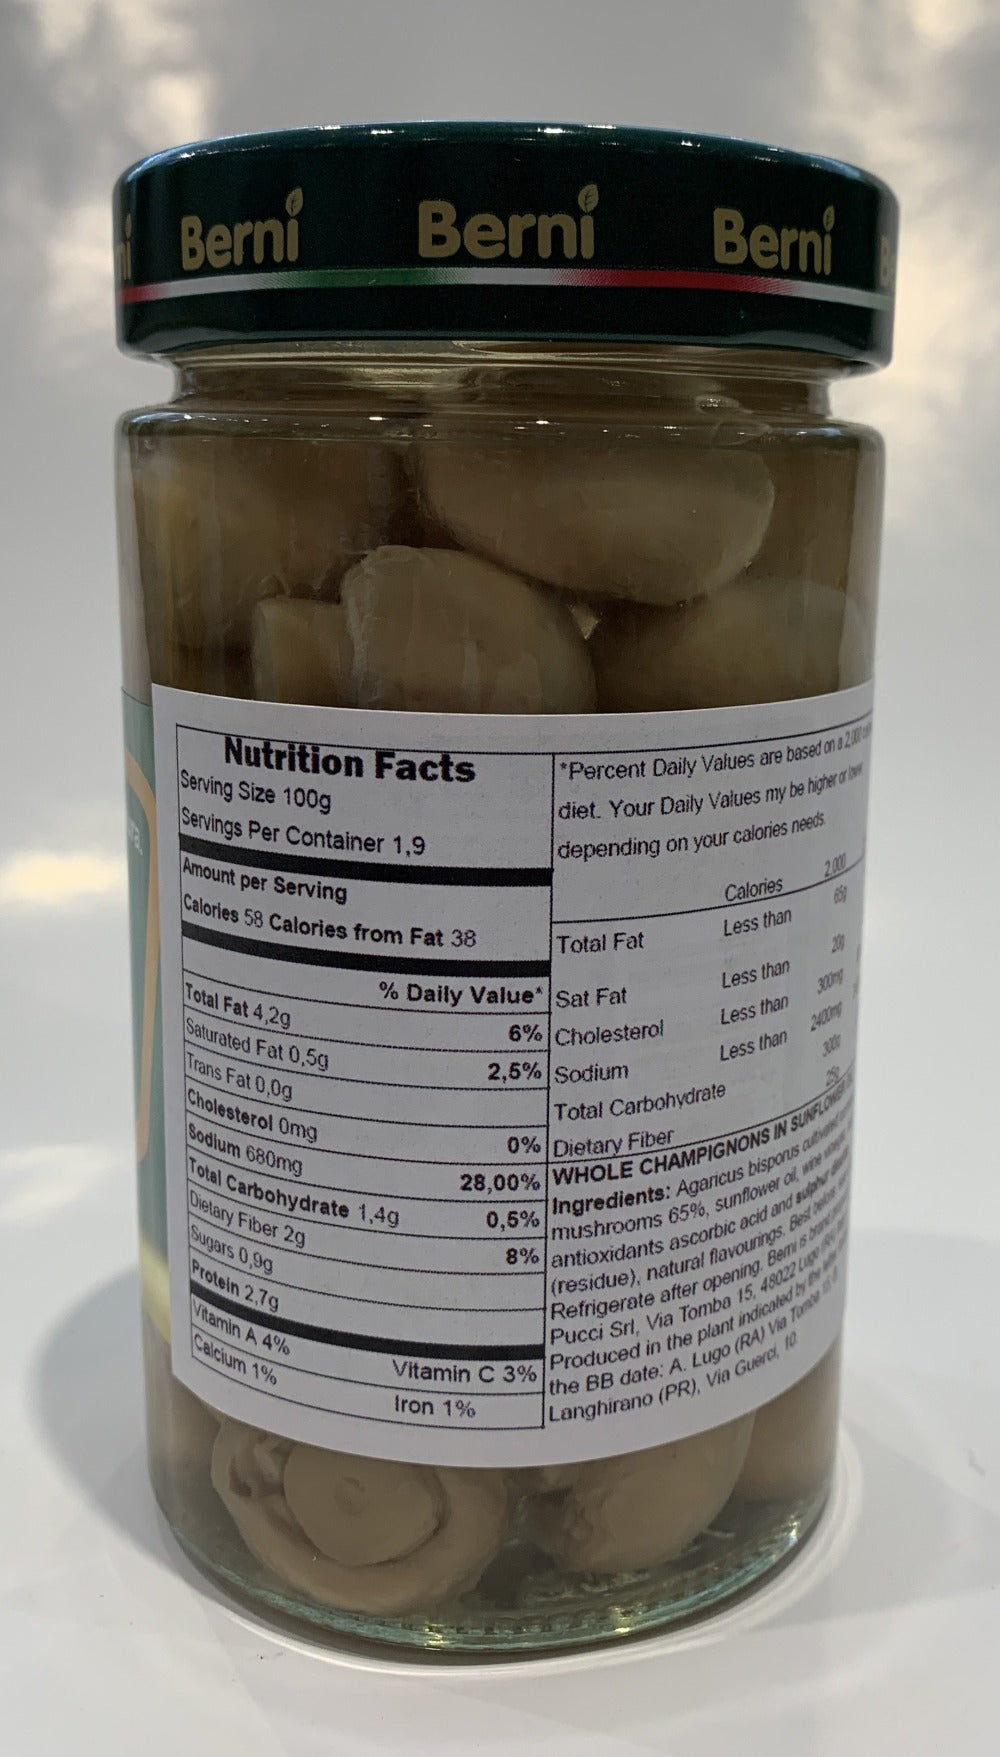 Berni
Berni
Berni
Nutrition Facts
Serving Size 100g
Servings Per Container 1,9
Amount per Serving
Calories 58 Calories from Fat 38
% Daily Value*
Total Fat 4,2g 6%
Saturated Fat 0,5g 2,5%
Trans Fat 0,0g
Cholesterol 0mg 0%
Sodium 680mg 28,00%
Total Carbohydrate 1,4g 0,5%
Dietary Fiber 2g 8%
Sugars 0,9g
Protein 2,7g
Vitamin A 4% Vitamin C 3%
Calcium 1% Iron 1%
*Percent Daily Values are based on a 2,000
diet. Your Daily Values my be higher or lower
depending on your calories needs.
Calories 2,000
Total Fat Less than 65g
Sat Fat Less than 20g
Cholesterol Less than 300mg
Sodium Less than 2400mg
Total Carbohydrate 300g
Dietary Fiber 25g
WHOLE CHAMPIGNONS IN SUNFLOWER
Ingredients: Agaricus bisporus cultivated
mushrooms 65%, sunflower oil, wine vinegar,
antioxidants ascorbic acid and sulphur
(residue), natural flavourings. Best before
Refrigerate after opening. Berni is brand
Pucci Srl, Via Tomba 15, 48022 Lugo (RA)
Produced in the plant indicated by the letter
the BB date: A. Lugo (RA) Via Tomba
Langhirano (PR), Via Guerci, 10.